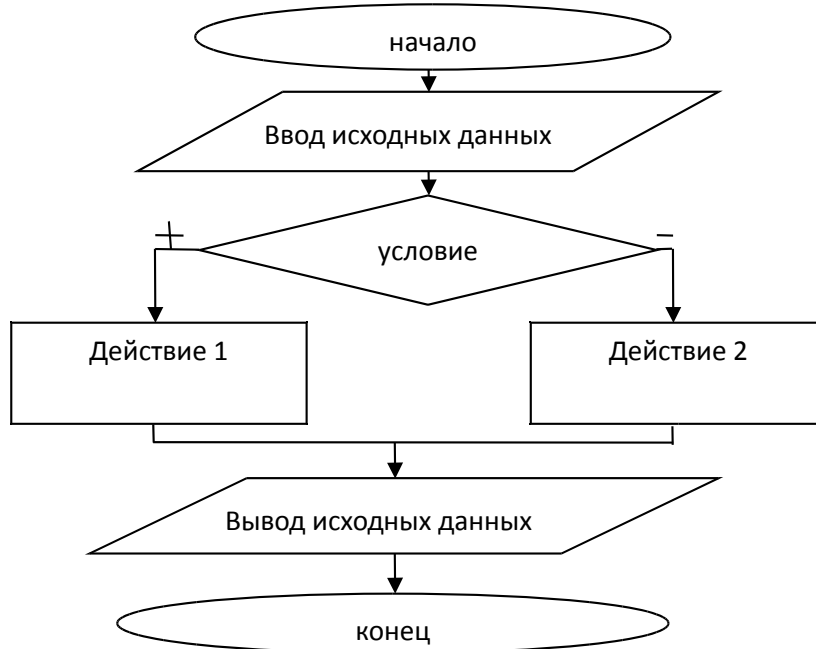 начало
Ввод исходных данных
+
–
условие
Действие 1
Действие 2
Вывод исходных данных
конец